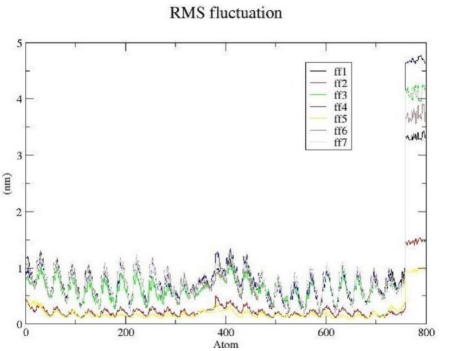 RMS fluctuation
5
4
3
2
1
0
(nm)
ff1
ff2
ff3
ff4
ff5
ff6
ff7
0 200 400 600 800
Atom